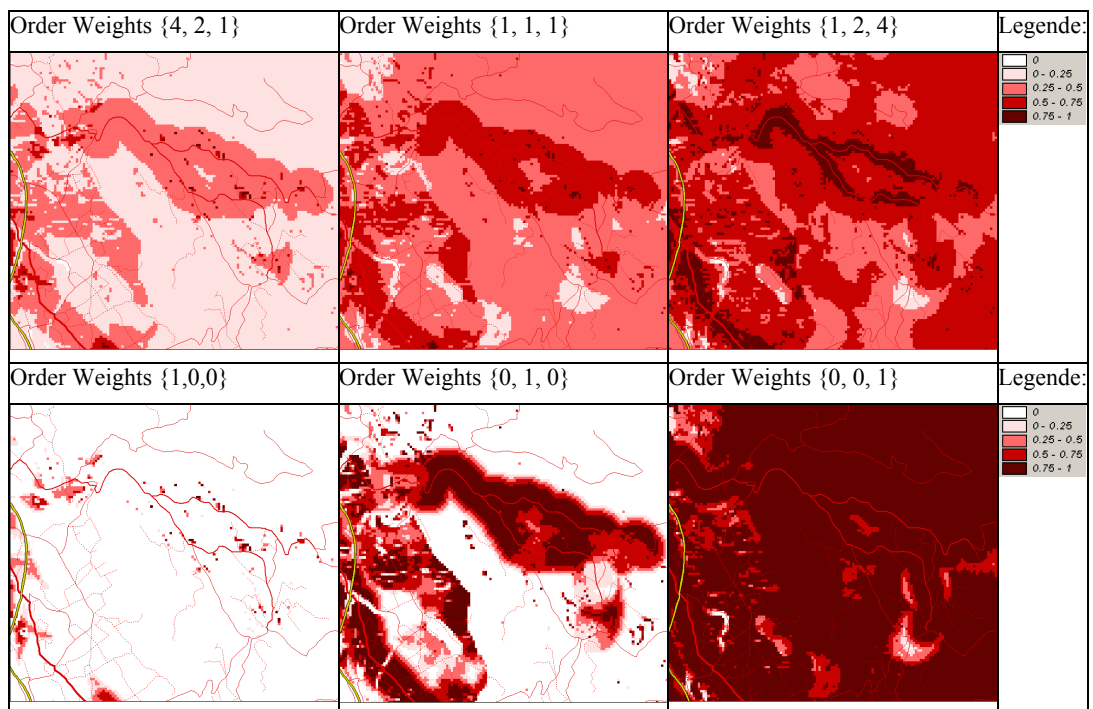 Order Weights {4, 2, 1}
Order Weights {1, 1, 1}
Order Weights {1, 2, 4}
Legende:
0
0 - 0.25
0.25 - 0.5
0.5 - 0.75
0.75 - 1
Order Weights {1,0,0}
Order Weights {0, 1, 0}
Order Weights {0, 0, 1}
Legende:
0
0 - 0.25
0.25 - 0.5
0.5 - 0.75
0.75 - 1